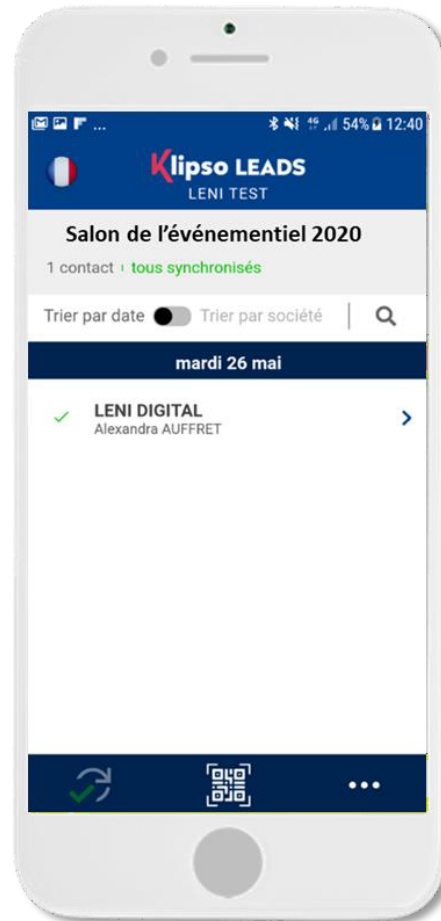 ... 4G 54% 12:40
Klipso LEADS
LENI TEST
Salon de l'événementiel 2020
1 contact tous synchronisés
Trier par date Trier par société
mardi 26 mai
LENI DIGITAL
Alexandra AUFFRET